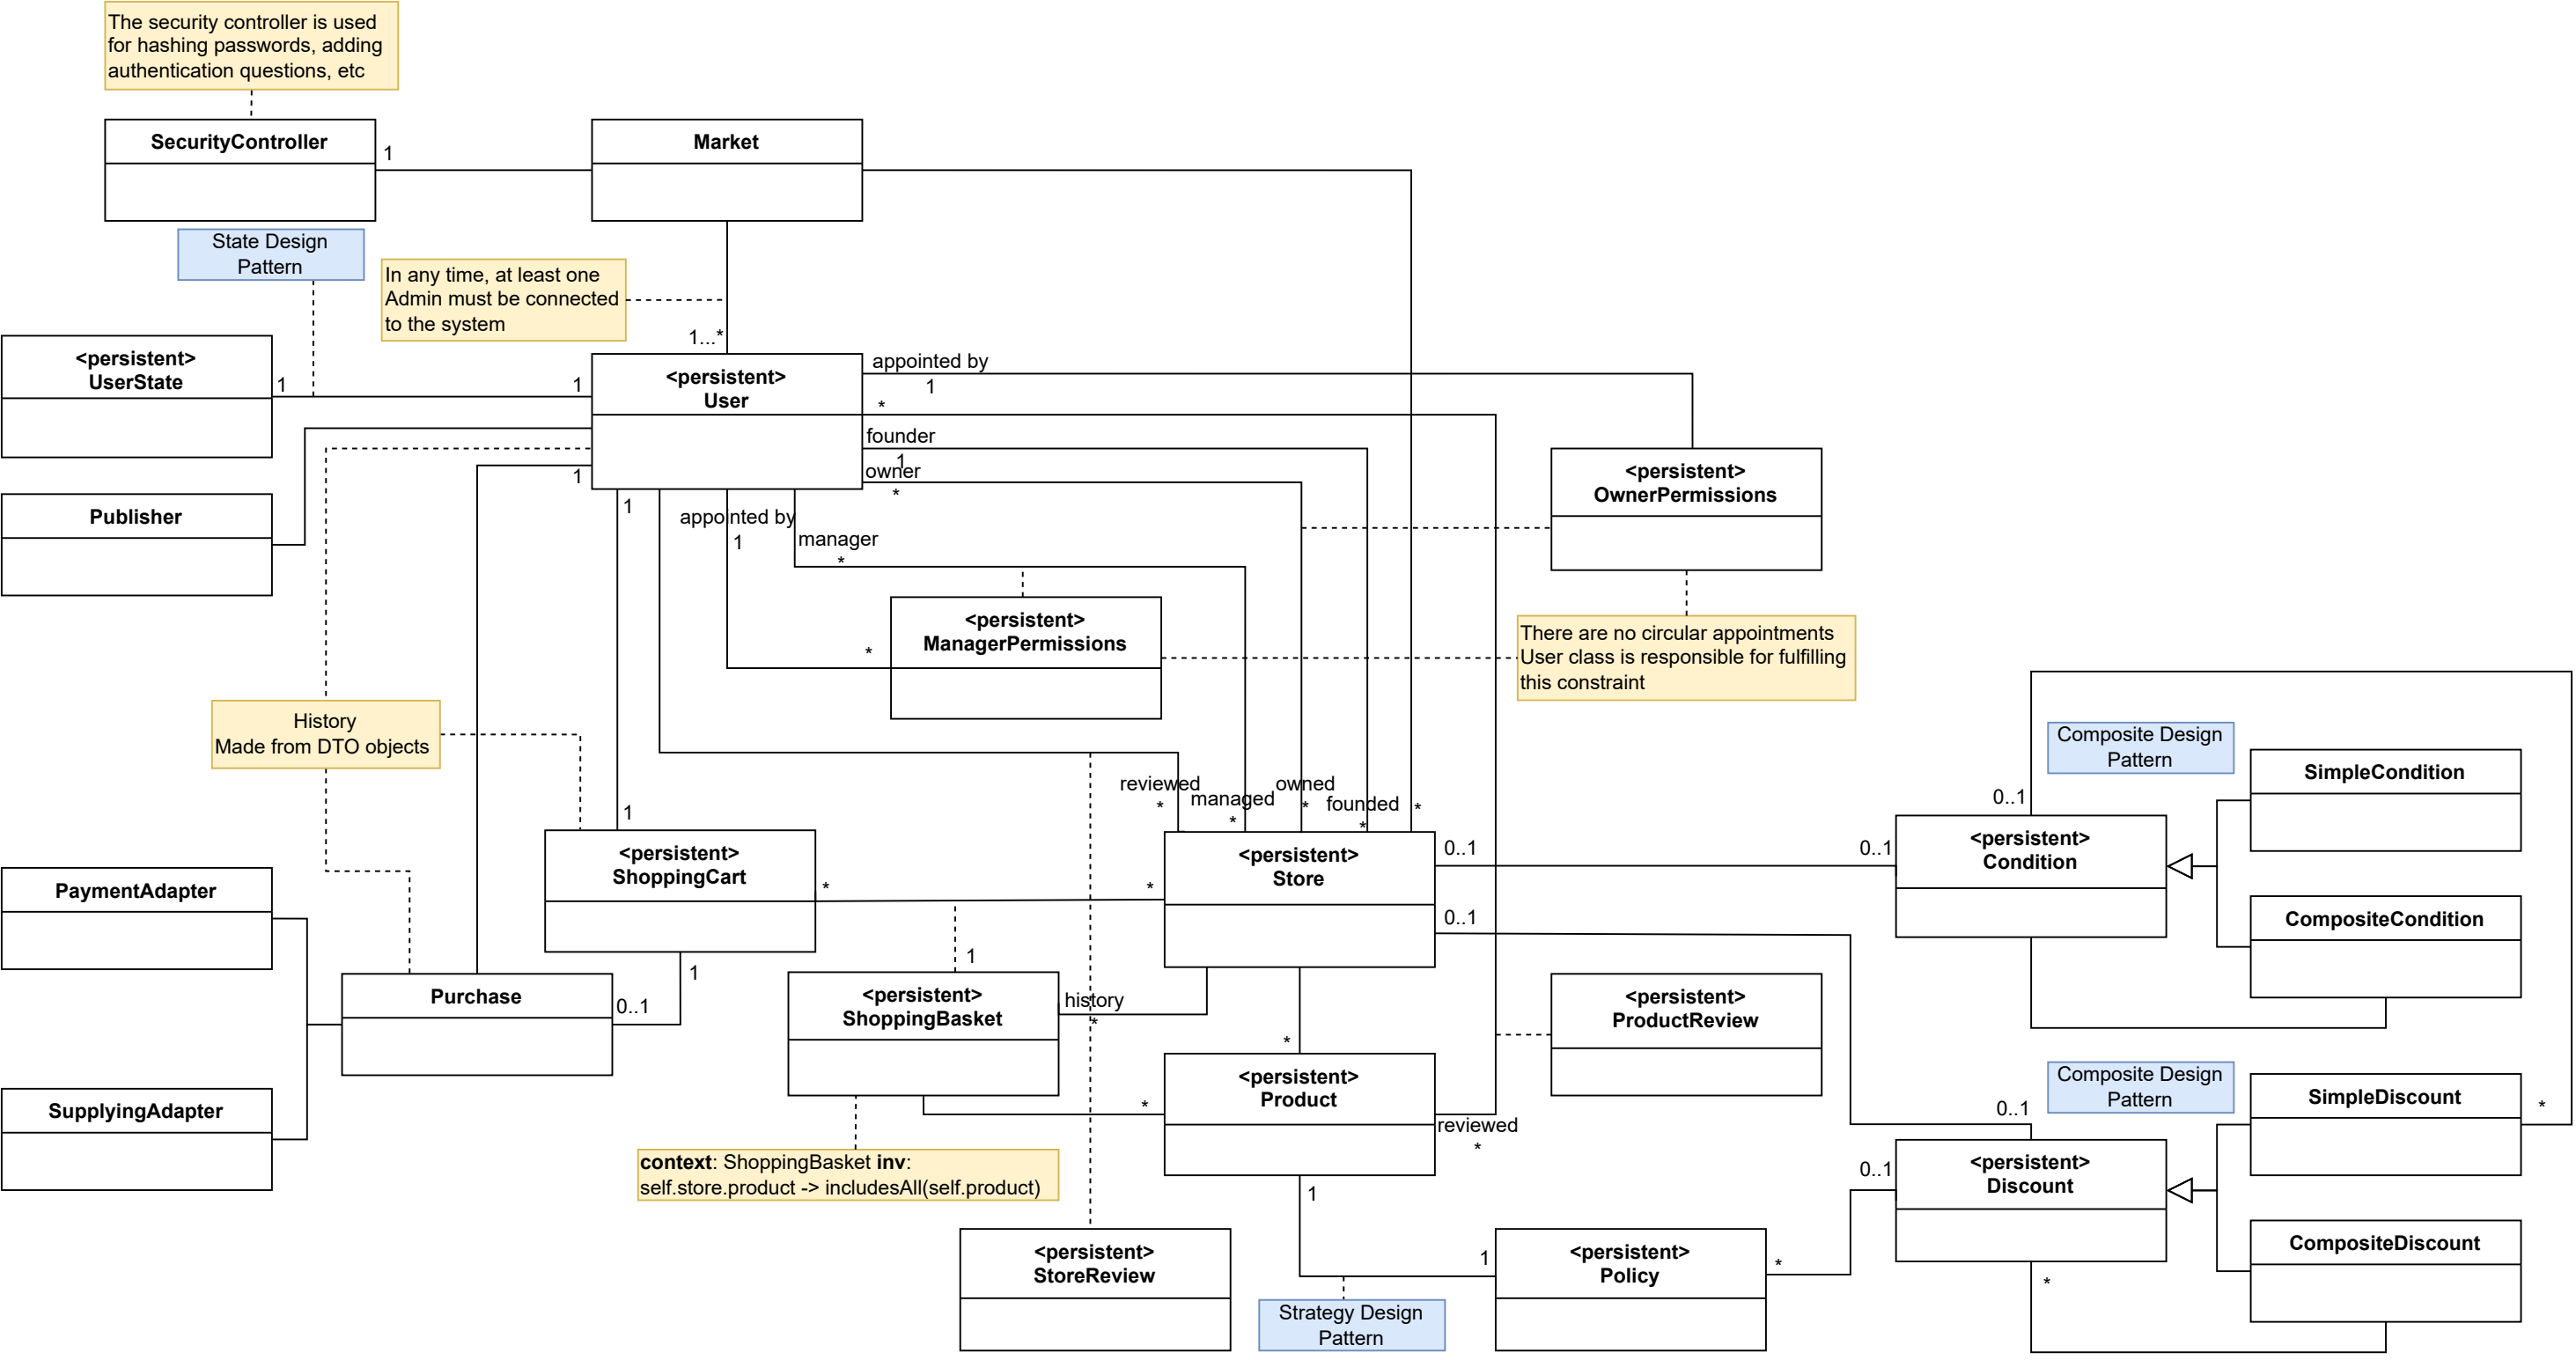 The security controller is used
for hashing passwords, adding
authentication questions, etc
SecurityController
1
Market
State Design
Pattern
In any time, at least one
Admin must be connected
to the system
1...*
<persistent>
UserState
1
1
<persistent>
User
appointed by
1
*
founder
1
owner
*
1
1
Publisher
appointed by
1
manager
*
<persistent>
OwnerPermissions
<persistent>
ManagerPermissions
*
There are no circular appointments
User class is responsible for fulfilling
this constraint
History
Made from DTO objects
Composite Design
Pattern
SimpleCondition
reviewed
*
managed
*
owned
*
founded
*
*
0..1
1
<persistent>
ShoppingCart
*
*
<persistent>
Store
0..1
0..1
<persistent>
Condition
PaymentAdapter
0..1
CompositeCondition
1
1
Purchase
0..1
<persistent>
ShoppingBasket
history
*
*
<persistent>
ProductReview
Composite Design
Pattern
SupplyingAdapter
*
<persistent>
Product
reviewed
*
0..1
SimpleDiscount
*
context: ShoppingBasket inv:
self.store.product -> includesAll(self.product)
1
0..1
<persistent>
Discount
<persistent>
StoreReview
1
<persistent>
Policy
*
*
CompositeDiscount
Strategy Design
Pattern